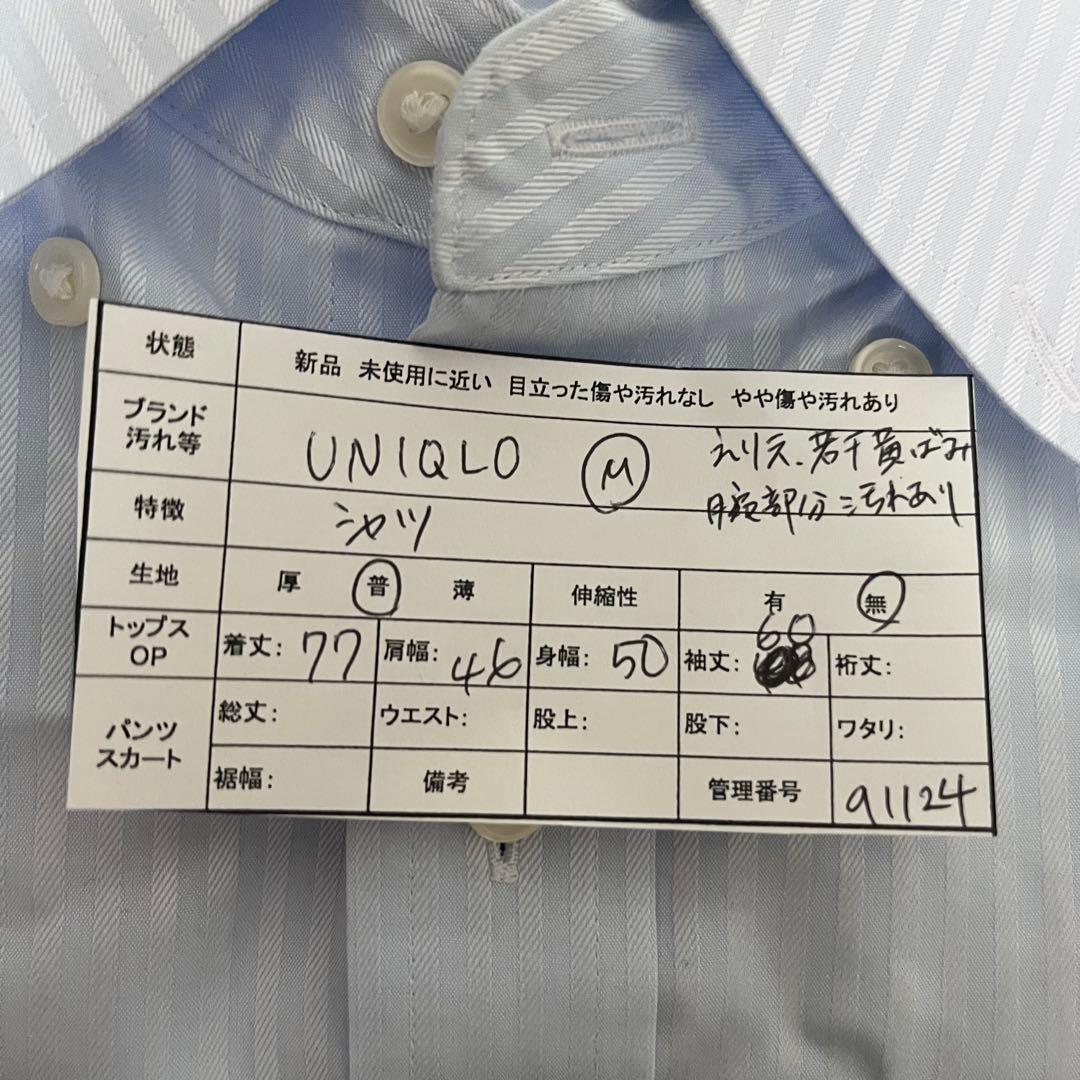 状態 新品 未使用に近い 目立った傷や汚れなし やや傷や汚れあり
ブランド 汚れ等 UNIQLO M えり元、若干黄ばみ
腕部分に汚れあり
特徴 シャツ
生地 厚 普 薄 伸縮性 有 無
トップス OP 着丈: 77 肩幅: 46 身幅: 50 袖丈: 60 裄丈:
パンツ スカート 総丈: ウエスト: 股上: 股下: ワタリ:
裾幅: 備考 管理番号 a1124